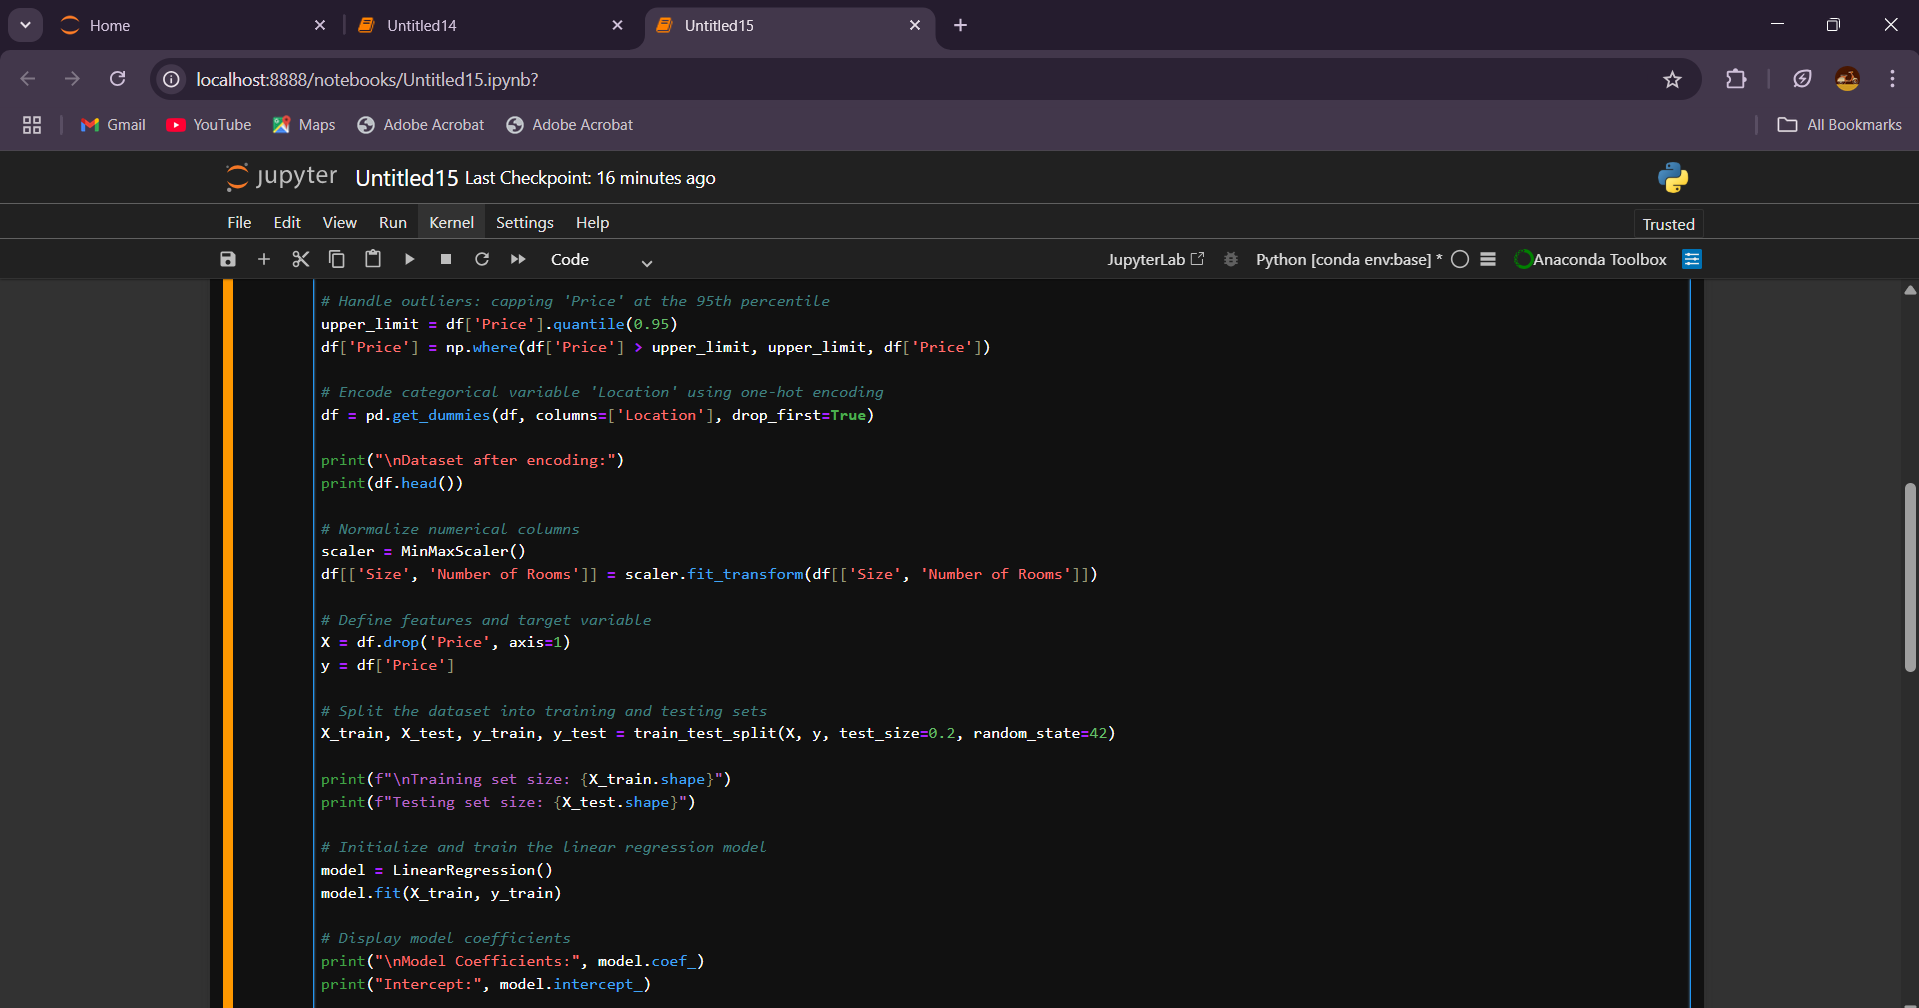 Home
Untitled14
Untitled15
localhost:8888/notebooks/Untitled15.ipynb?
Gmail
YouTube
Maps
Adobe Acrobat
Adobe Acrobat
All Bookmarks
jupyter
Untitled15 Last Checkpoint: 16 minutes ago
File Edit View Run Kernel Settings Help
Trusted
Code
JupyterLab
Python [conda env:base] *
Anaconda Toolbox
# Handle outliers: capping 'Price' at the 95th percentile
upper_limit = df['Price'].quantile(0.95)
df['Price'] = np.where(df['Price'] > upper_limit, upper_limit, df['Price'])
# Encode categorical variable 'Location' using one-hot encoding
df = pd.get_dummies(df, columns=['Location'], drop_first=True)
print("\nDataset after encoding:")
print(df.head())
# Normalize numerical columns
scaler = MinMaxScaler()
df[['Size', 'Number of Rooms']] = scaler.fit_transform(df[['Size', 'Number of Rooms']])
# Define features and target variable
X = df.drop('Price', axis=1)
y = df['Price']
# Split the dataset into training and testing sets
X_train, X_test, y_train, y_test = train_test_split(X, y, test_size=0.2, random_state=42)
print(f"\nTraining set size: {X_train.shape}")
print(f"Testing set size: {X_test.shape}")
# Initialize and train the linear regression model
model = LinearRegression()
model.fit(X_train, y_train)
# Display model coefficients
print("\nModel Coefficients:", model.coef_)
print("Intercept:", model.intercept_)